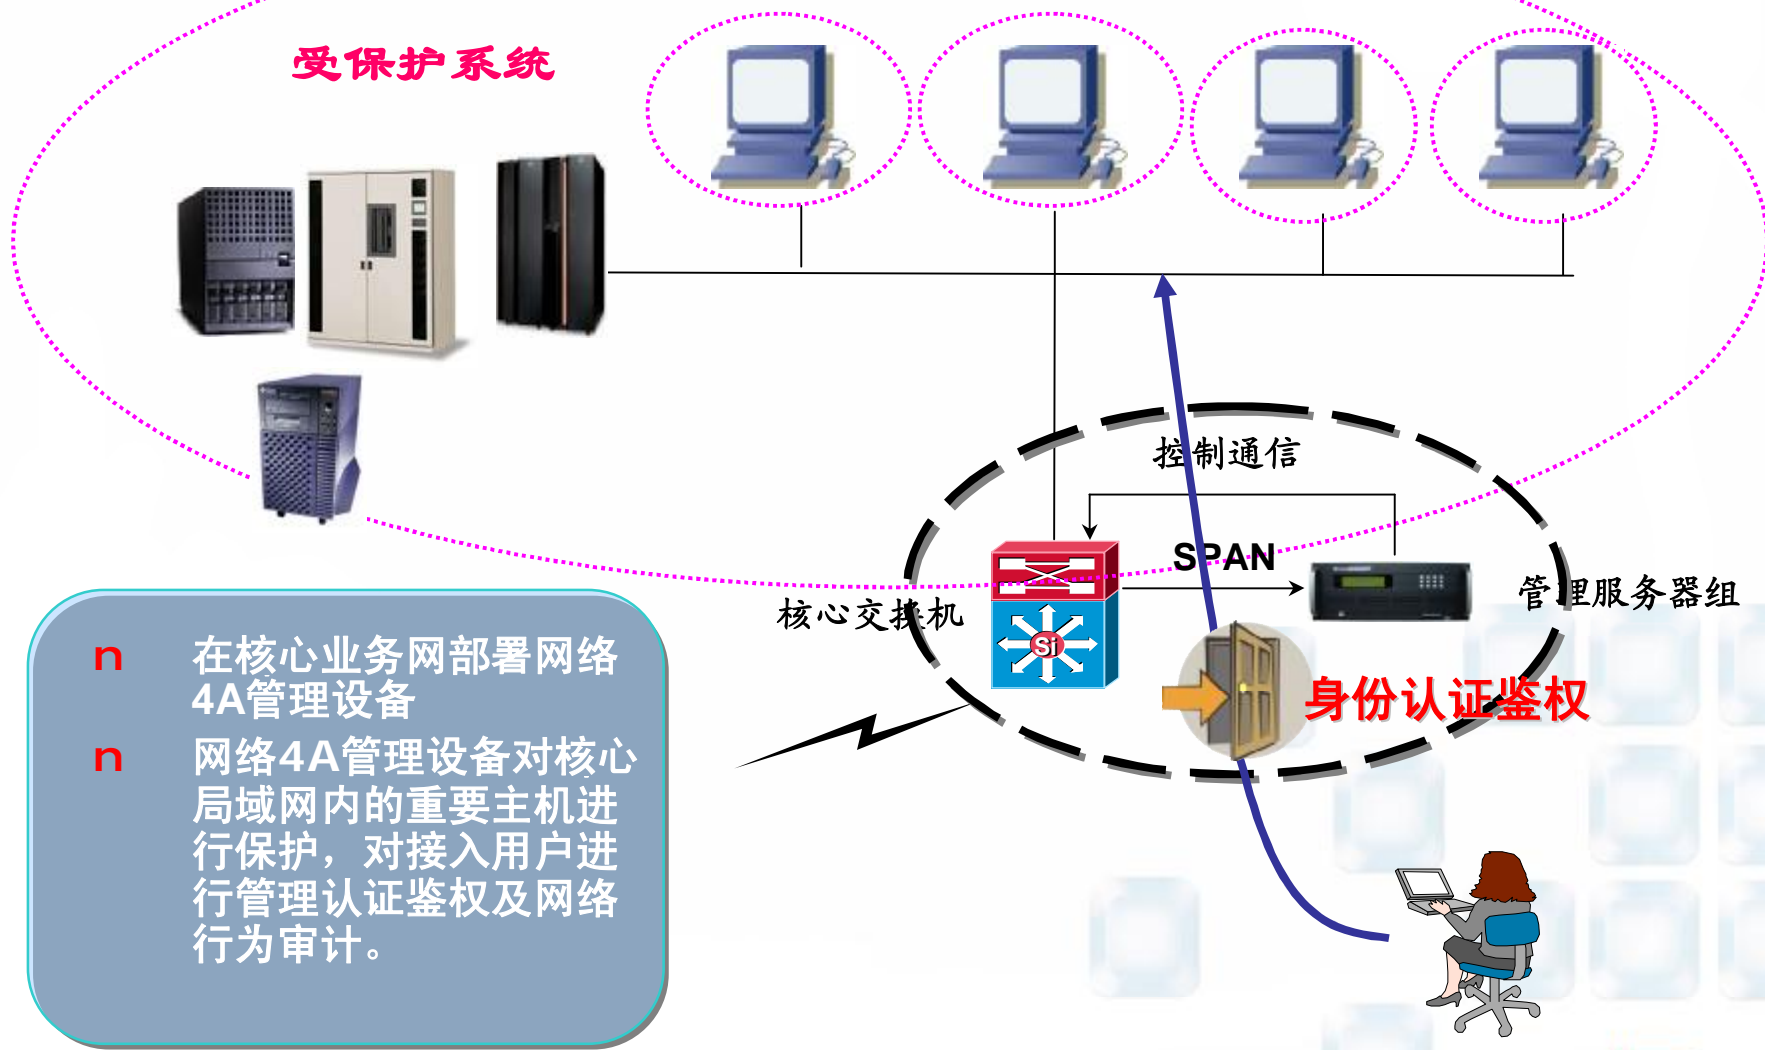 受保护系统
控制通信
SPAN
核心交换机
管理服务器组
Si
身份认证鉴权
n 在核心业务网部署网络
4A管理设备
n 网络4A管理设备对核心
局域网内的重要主机进
行保护，对接入用户进
行管理认证鉴权及网络
行为审计。